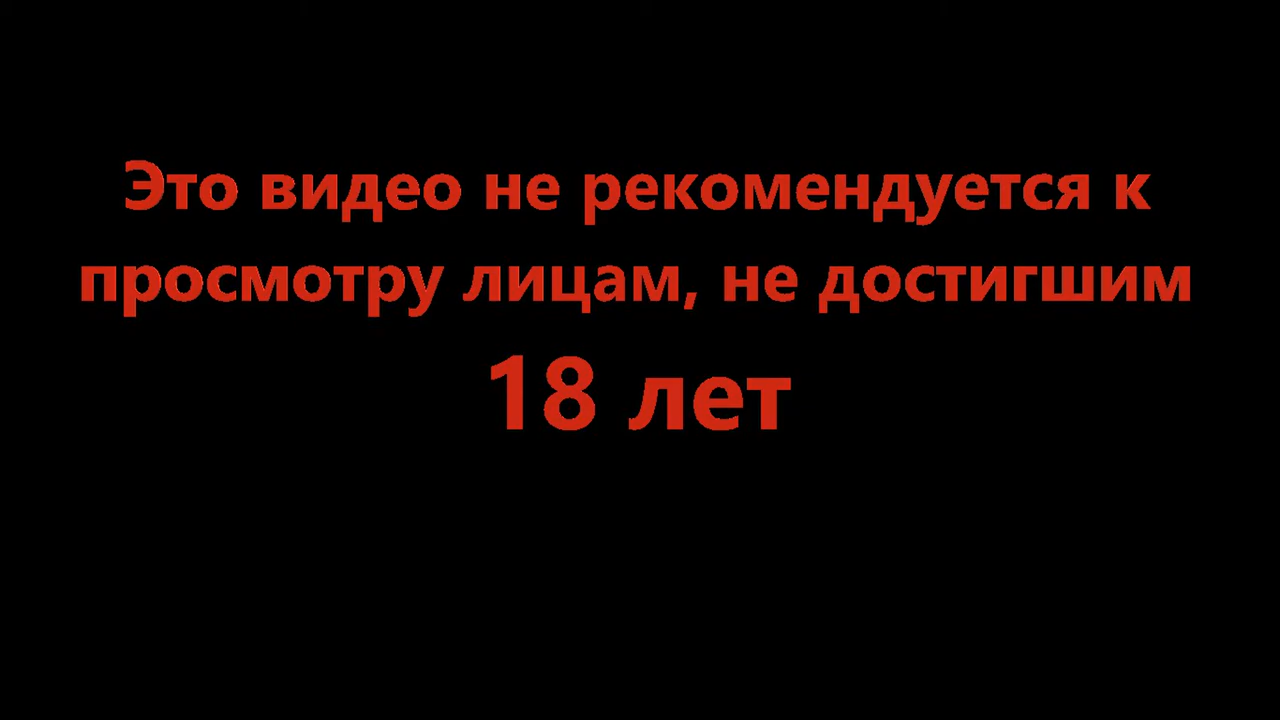 Это видео не рекомендуется к
просмотру лицам, не достигшим
18 лет